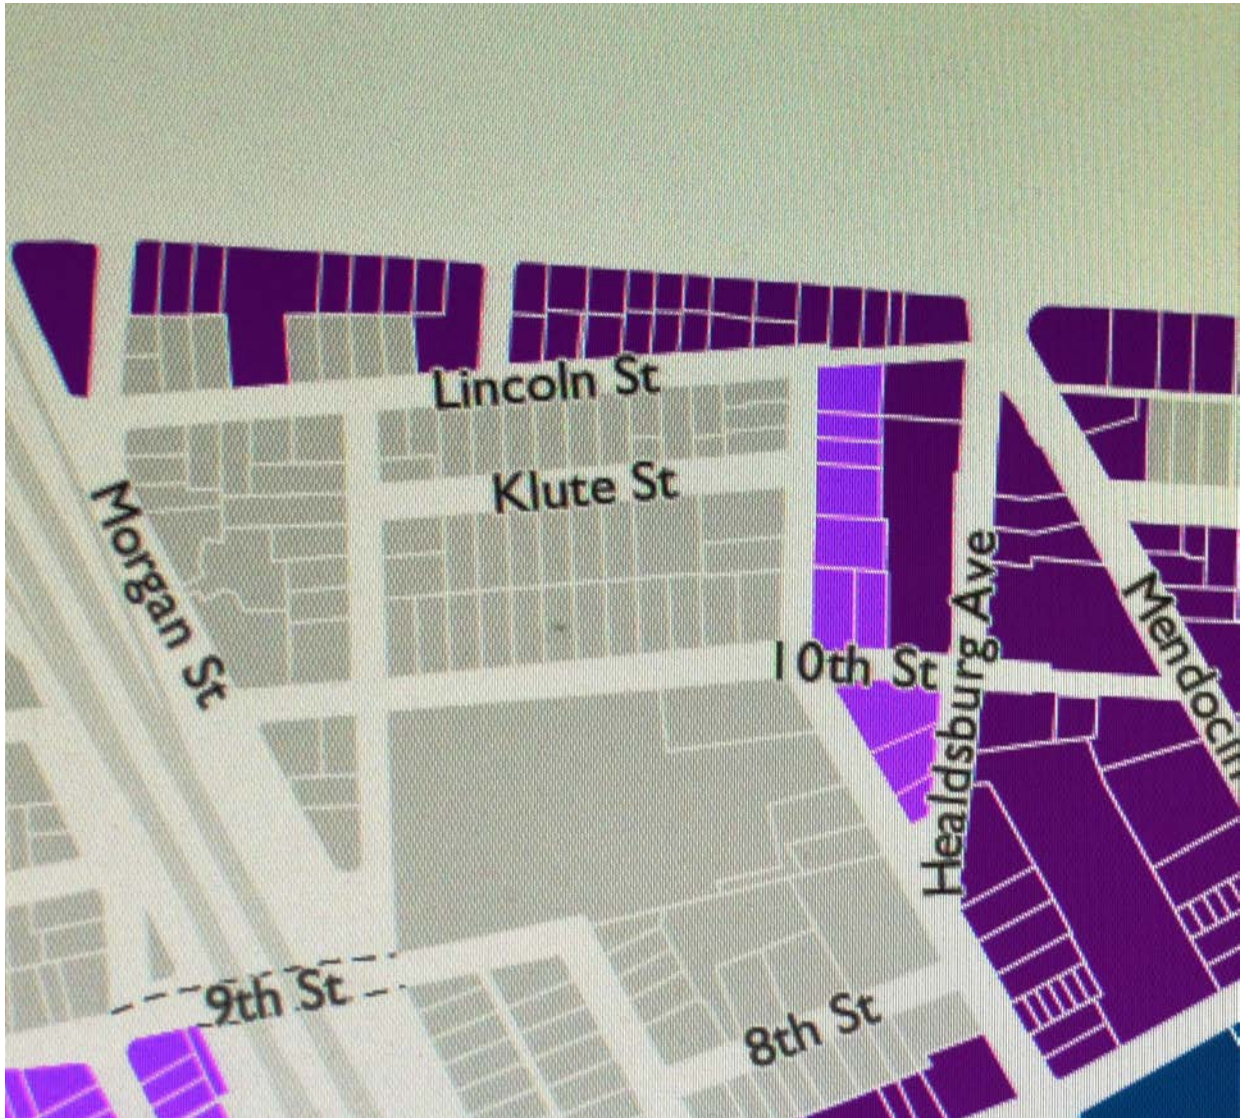 Lincoln St
Klute St
Morgan St
10th St
Healdsburg Ave
Mendocin
9th St
8th St